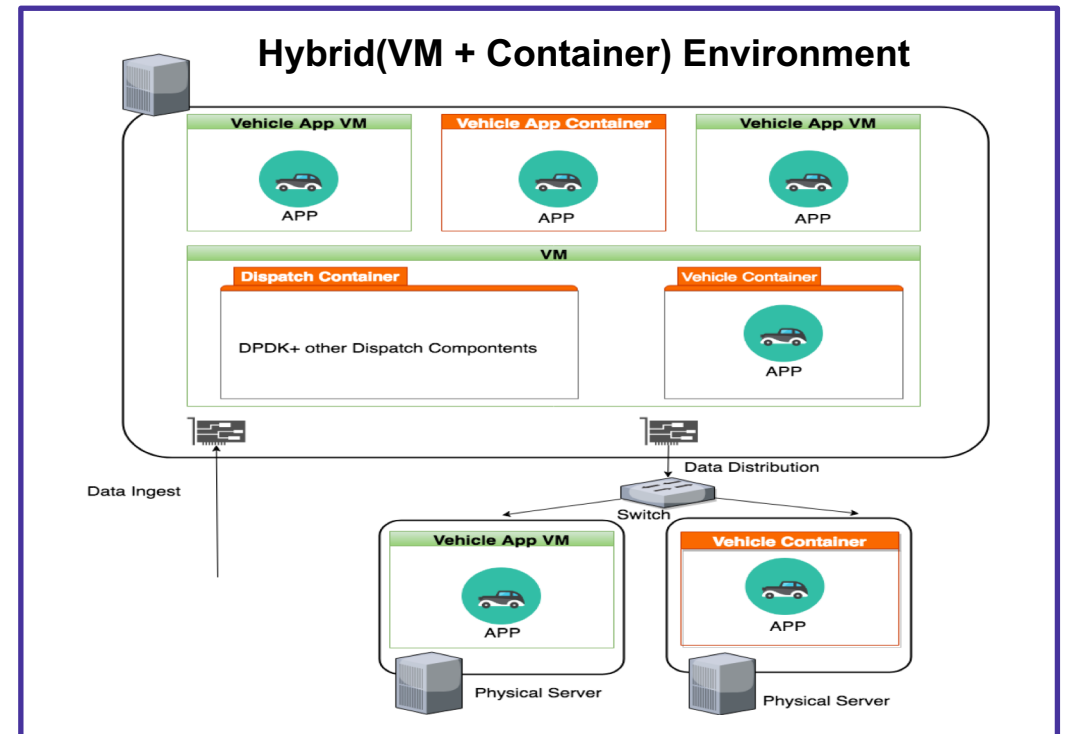 Hybrid(VM + Container) Environment
Vehicle App VM
Vehicle App Container
Vehicle App VM
APP
APP
APP
VM
Dispatch Container
Vehicle Container
DPDK+ other Dispatch Compontents
APP
Data Distribution
Data Ingest
Switch
Vehicle App VM
Vehicle Container
APP
APP
Physical Server
Physical Server